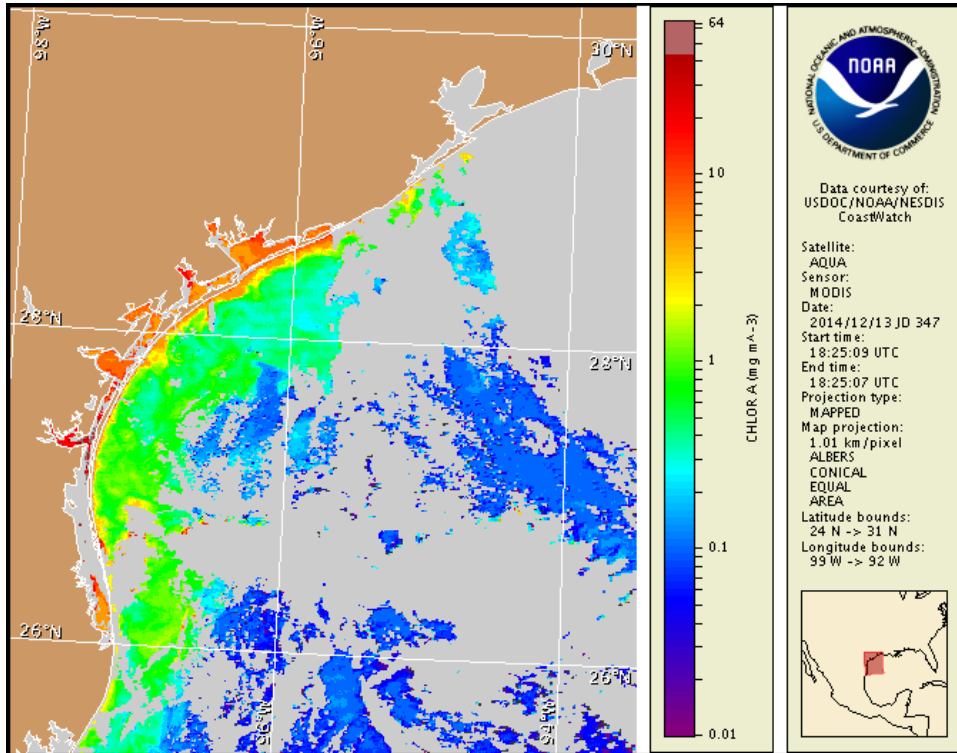 98°W
96°W
30°N
28°N
28°N
26°N
26°N
96°W
94°W
64
10
1
0.1
0.01
CHLOR A (mg m^-3)
NATIONAL OCEANIC AND ATMOSPHERIC ADMINISTRATION
NOAA
U.S. DEPARTMENT OF COMMERCE
Data courtesy of:
USDOC/NOAA/NESDIS
CoastWatch
Satellite:
AQUA
Sensor:
MODIS
Date:
2014/12/13 JD 347
Start time:
18:25:09 UTC
End time:
18:25:07 UTC
Projection type:
MAPPED
Map projection:
1.01 km/pixel
ALBERS
CONICAL
EQUAL
AREA
Latitude bounds:
24 N -> 31 N
Longitude bounds:
99 W -> 92 W